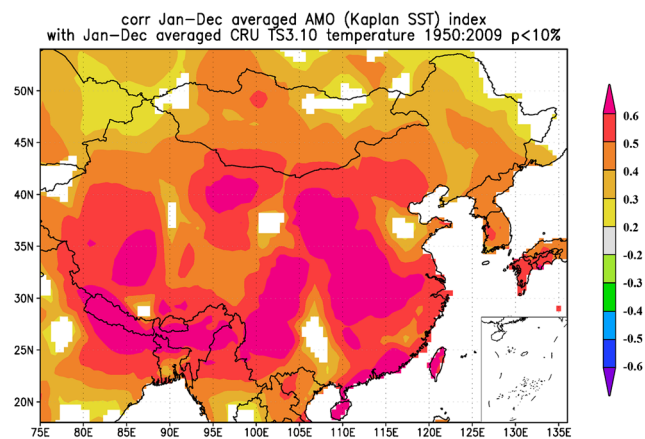 corr Jan-Dec averaged AMO (Kaplan SST) index
with Jan-Dec averaged CRU TS3.10 temperature 1950:2009 p<10%
50N
45N
40N
35N
30N
25N
20N
75E 80E 85E 90E 95E 100E 105E 110E 115E 120E 125E 130E 135E
0.6
0.5
0.4
0.3
0.2
-0.2
-0.3
-0.4
-0.5
-0.6